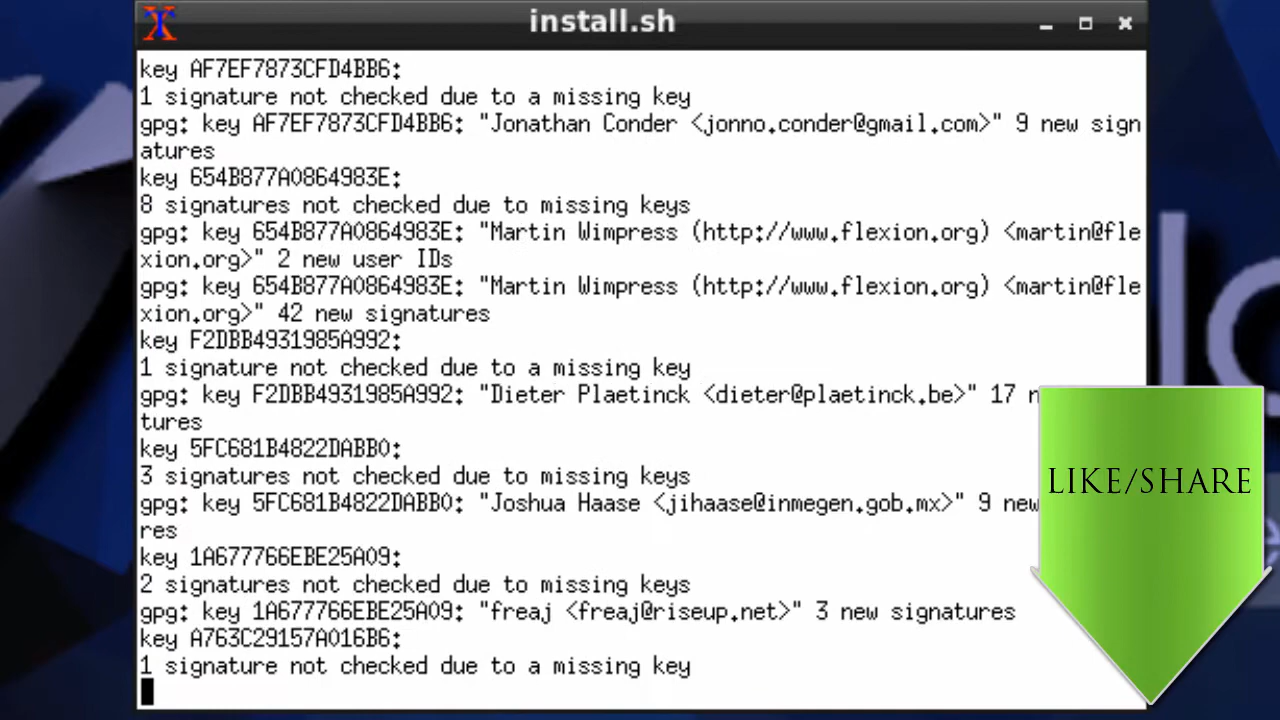 install.sh
key AF7EF7873CFD4BB6:
1 signature not checked due to a missing key
gpg: key AF7EF7873CFD4BB6: "Jonathan Conder <jonno.conder@gmail.com>" 9 new sign
atures
key 654B877A0864983E:
8 signatures not checked due to missing keys
gpg: key 654B877A0864983E: "Martin Wimpress (http://www.flexion.org) <martin@fle
xion.org>" 2 new user IDs
gpg: key 654B877A0864983E: "Martin Wimpress (http://www.flexion.org) <martin@fle
xion.org>" 42 new signatures
key F2DBB4931985A992:
1 signature not checked due to a missing key
gpg: key F2DBB4931985A992: "Dieter Plaetinck <dieter@plaetinck.be>" 17 n
tures
key 5FC681B4822DABB0:
3 signatures not checked due to missing keys
gpg: key 5FC681B4822DABB0: "Joshua Haase <jihaase@inmegen.gob.mx>" 9 new
res
key 1A677766EBE25A09:
2 signatures not checked due to missing keys
gpg: key 1A677766EBE25A09: "freaj <freaj@riseup.net>" 3 new signatures
key A763C29157A016B6:
1 signature not checked due to a missing key
LIKE/SHARE